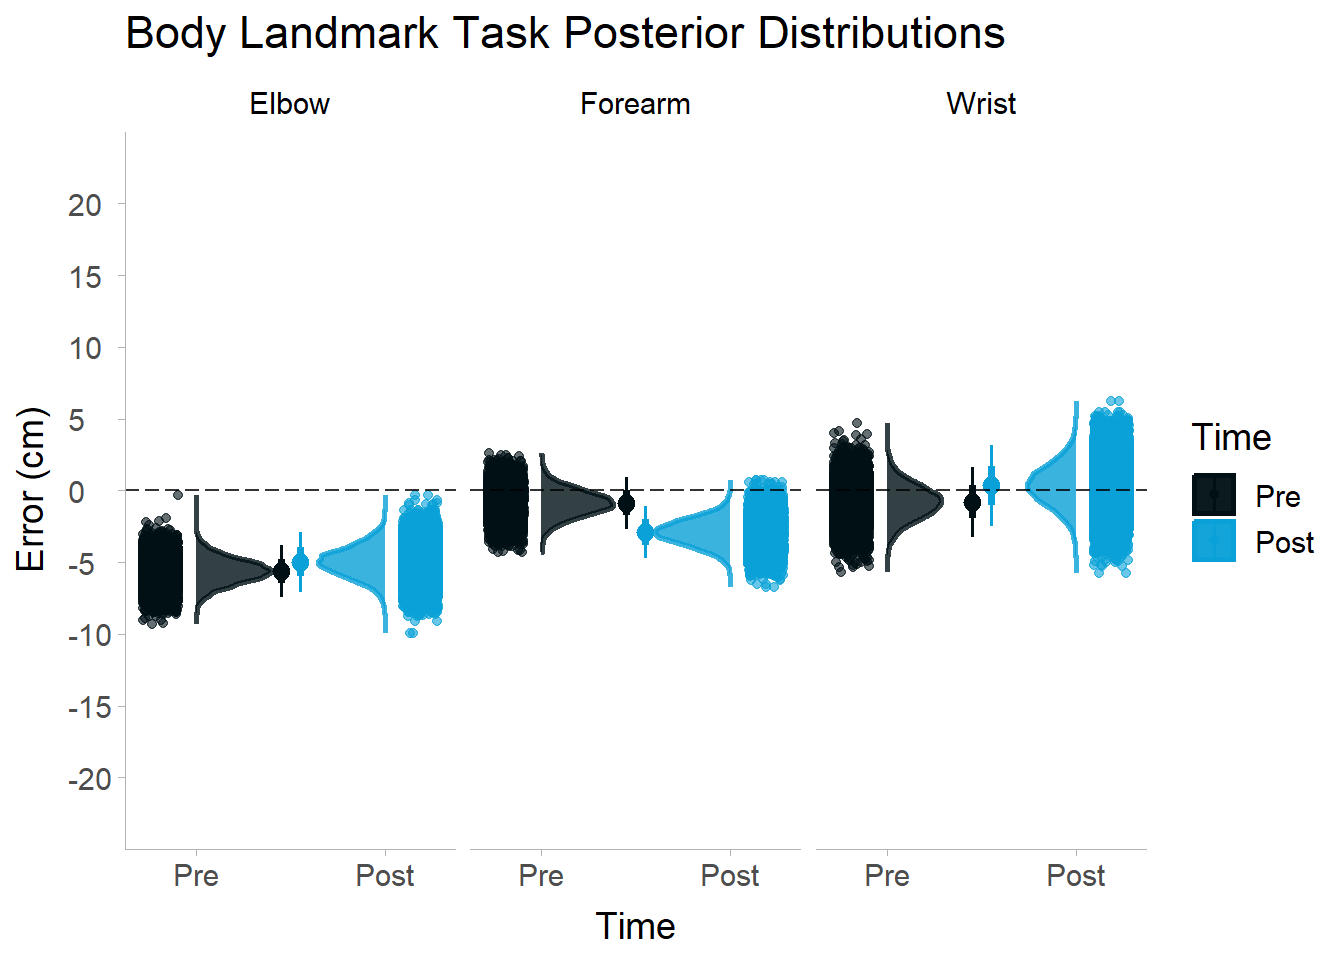 Body Landmark Task Posterior Distributions
Elbow
Forearm
Wrist
20
15
10
5
0
-5
-10
-15
-20
Error (cm)
Pre
Post
Pre
Post
Pre
Post
Time
Time
Pre
Post